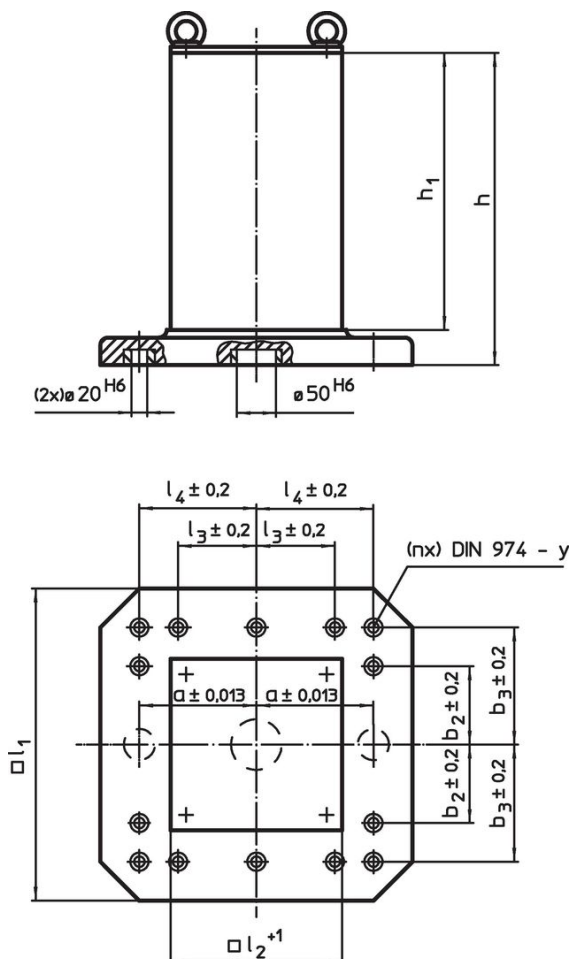 h₁
h
(2x)ø20 H6
ø50 H6
l₄ ± 0,2
l₄ ± 0,2
l₃ ± 0,2
l₃ ± 0,2
(nx) DIN 974 - y
a ± 0,013
a ± 0,013
b₂ ± 0,2
b₃ ± 0,2
□ l₁
b₂ ± 0,2
b₃ ± 0,2
□ l₂ +1